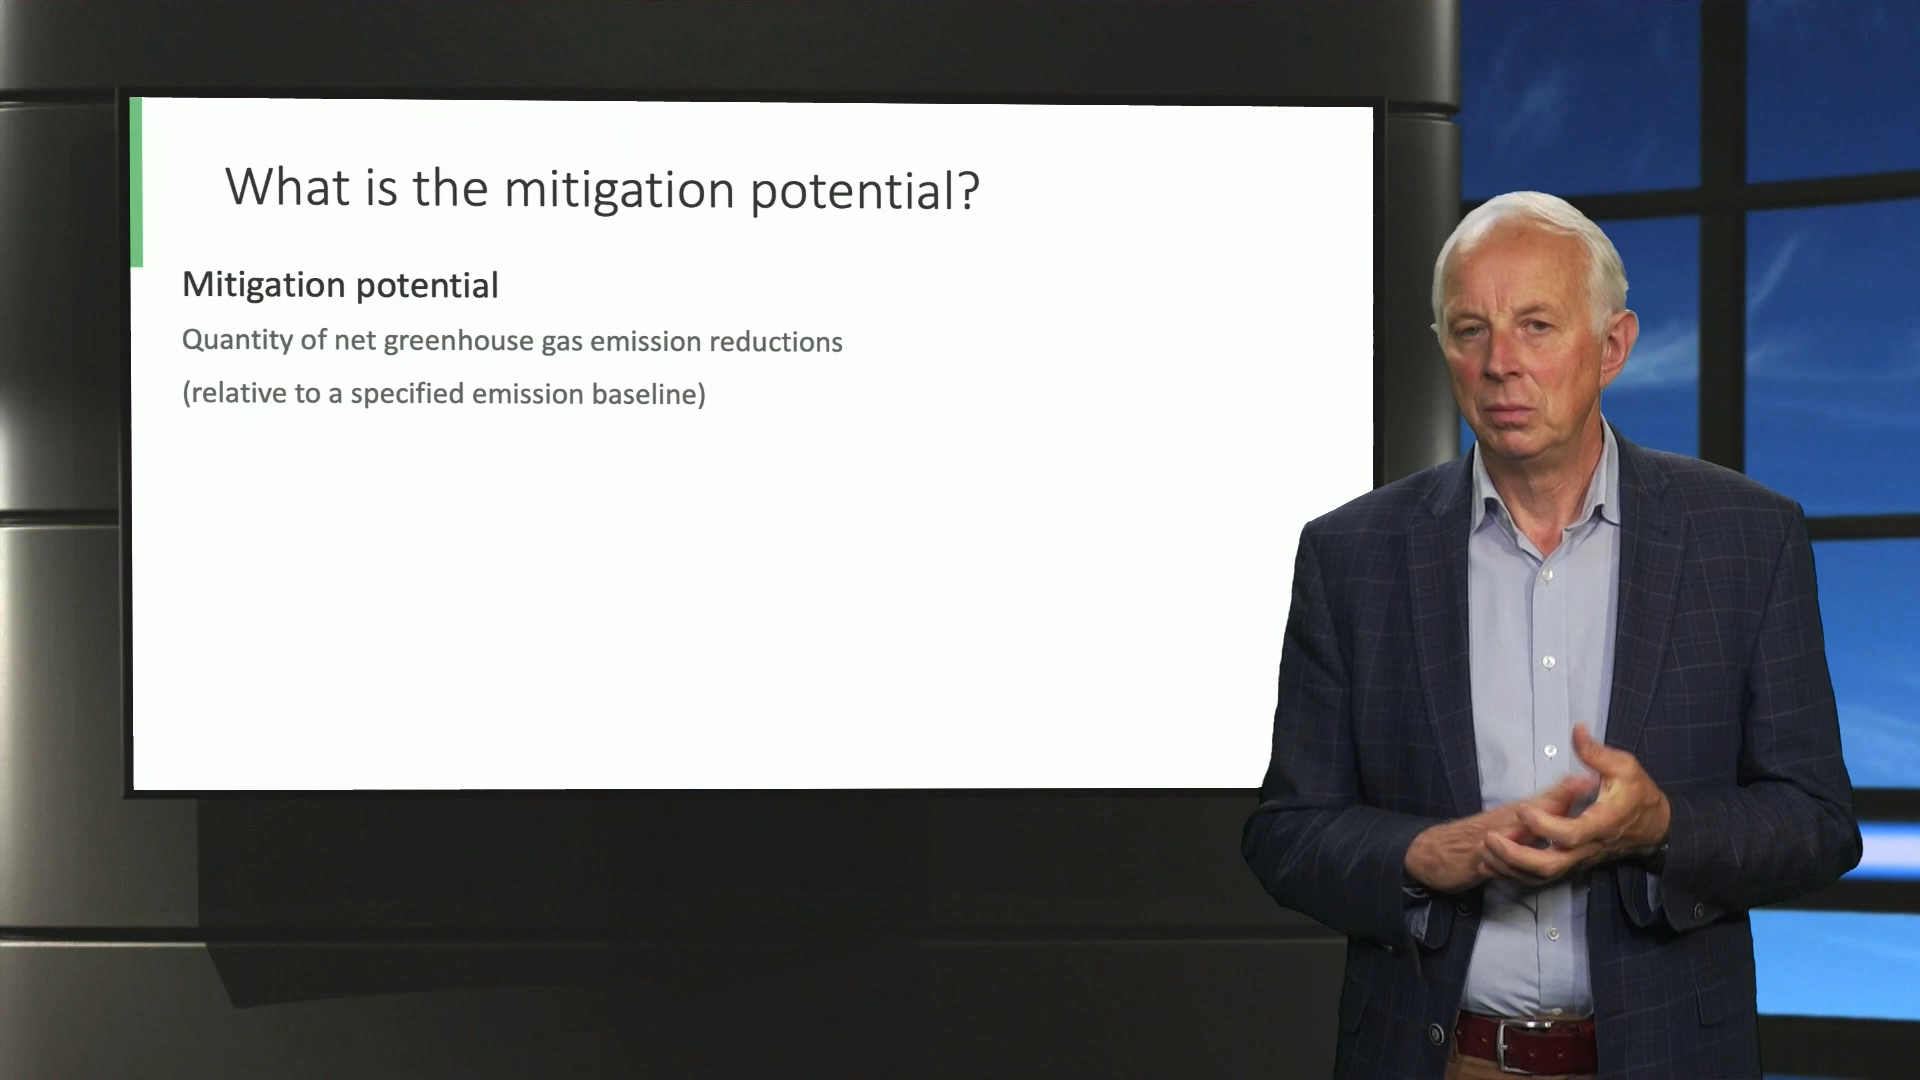 What is the mitigation potential?
Mitigation potential
Quantity of net greenhouse gas emission reductions
(relative to a specified emission baseline)